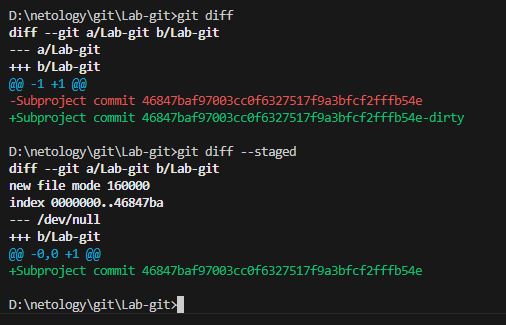 D:\netology\git\Lab-git>git diff
diff --git a/Lab-git b/Lab-git
--- a/Lab-git
+++ b/Lab-git
@@ -1 +1 @@
-Subproject commit 46847baf97003cc0f6327517f9a3bfcf2fffb54e
+Subproject commit 46847baf97003cc0f6327517f9a3bfcf2fffb54e-dirty
D:\netology\git\Lab-git>git diff --staged
diff --git a/Lab-git b/Lab-git
new file mode 160000
index 0000000..46847ba
--- /dev/null
+++ b/Lab-git
@@ -0,0 +1 @@
+Subproject commit 46847baf97003cc0f6327517f9a3bfcf2fffb54e
D:\netology\git\Lab-git>